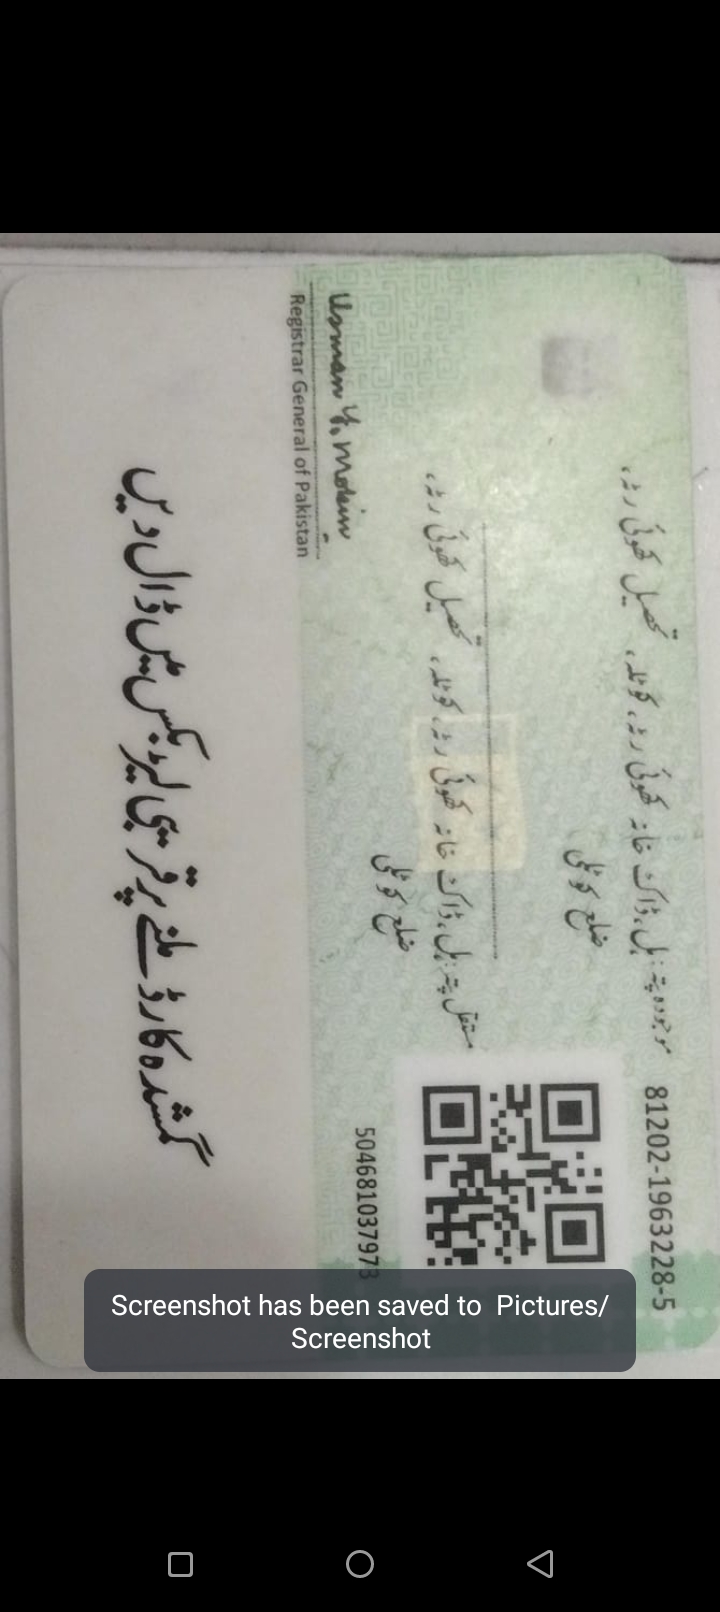 81202-1963228-5
موجودہ پتہ: بل، ڈاک خانہ کھوئی رٹہ، کوٹلہ، تحصیل کھوئی رٹہ،
ضلع کوٹلی
مستقل پتہ: بل، ڈاک خانہ کھوئی رٹہ، کوٹلہ، تحصیل کھوئی رٹہ،
ضلع کوٹلی
504681037973
Usman Y. Mobin
Registrar General of Pakistan
گمشدہ کارڈ ملنے پر قریبی لیٹر بکس میں ڈال دیں
Screenshot has been saved to Pictures/
Screenshot